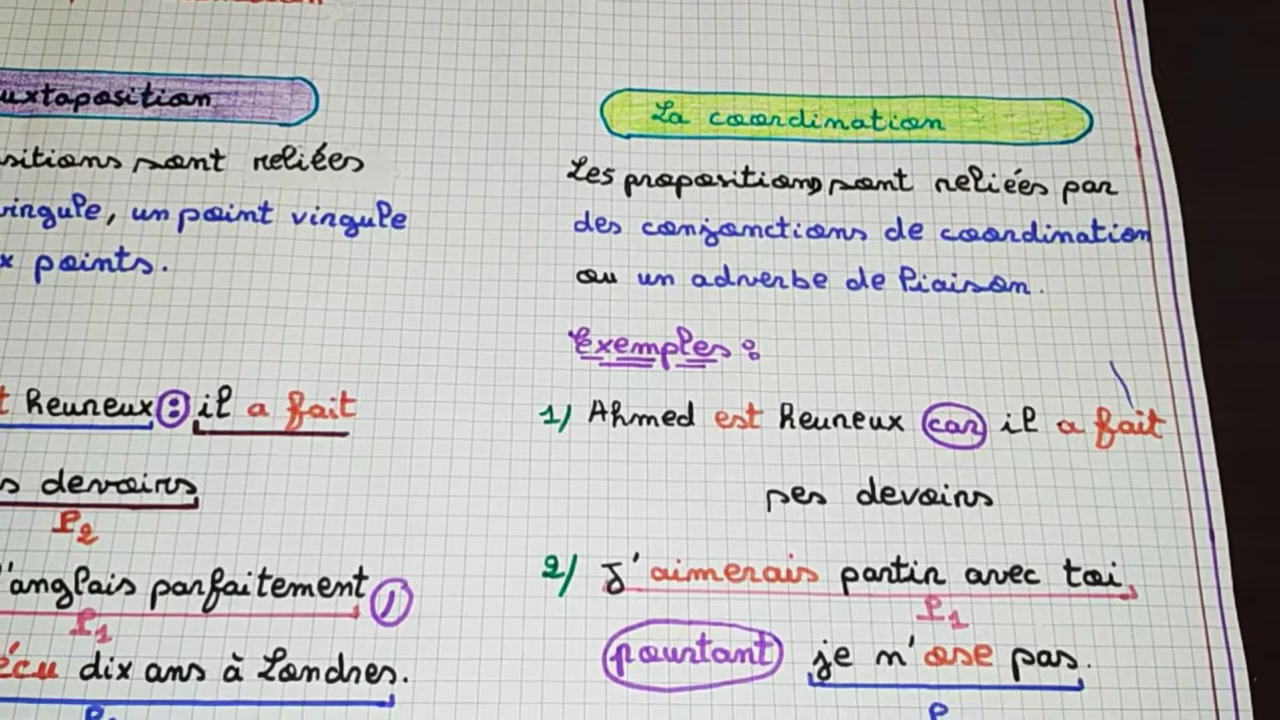 uxtaposition
sitions sont reliées
virgule, un point virgule
x points.
t heureux : il a fait
s devoirs
P2
'anglais parfaitement ,
P1
écu dix ans à Londres.
La coordination
Les propositions sont reliées par
des conjonctions de coordination
ou un adverbe de liaison.
Exemples :
1/ Ahmed est heureux car il a fait
ses devoirs
2/ J'aimerais partir avec toi,
P1
pourtant je n'ose pas.
P